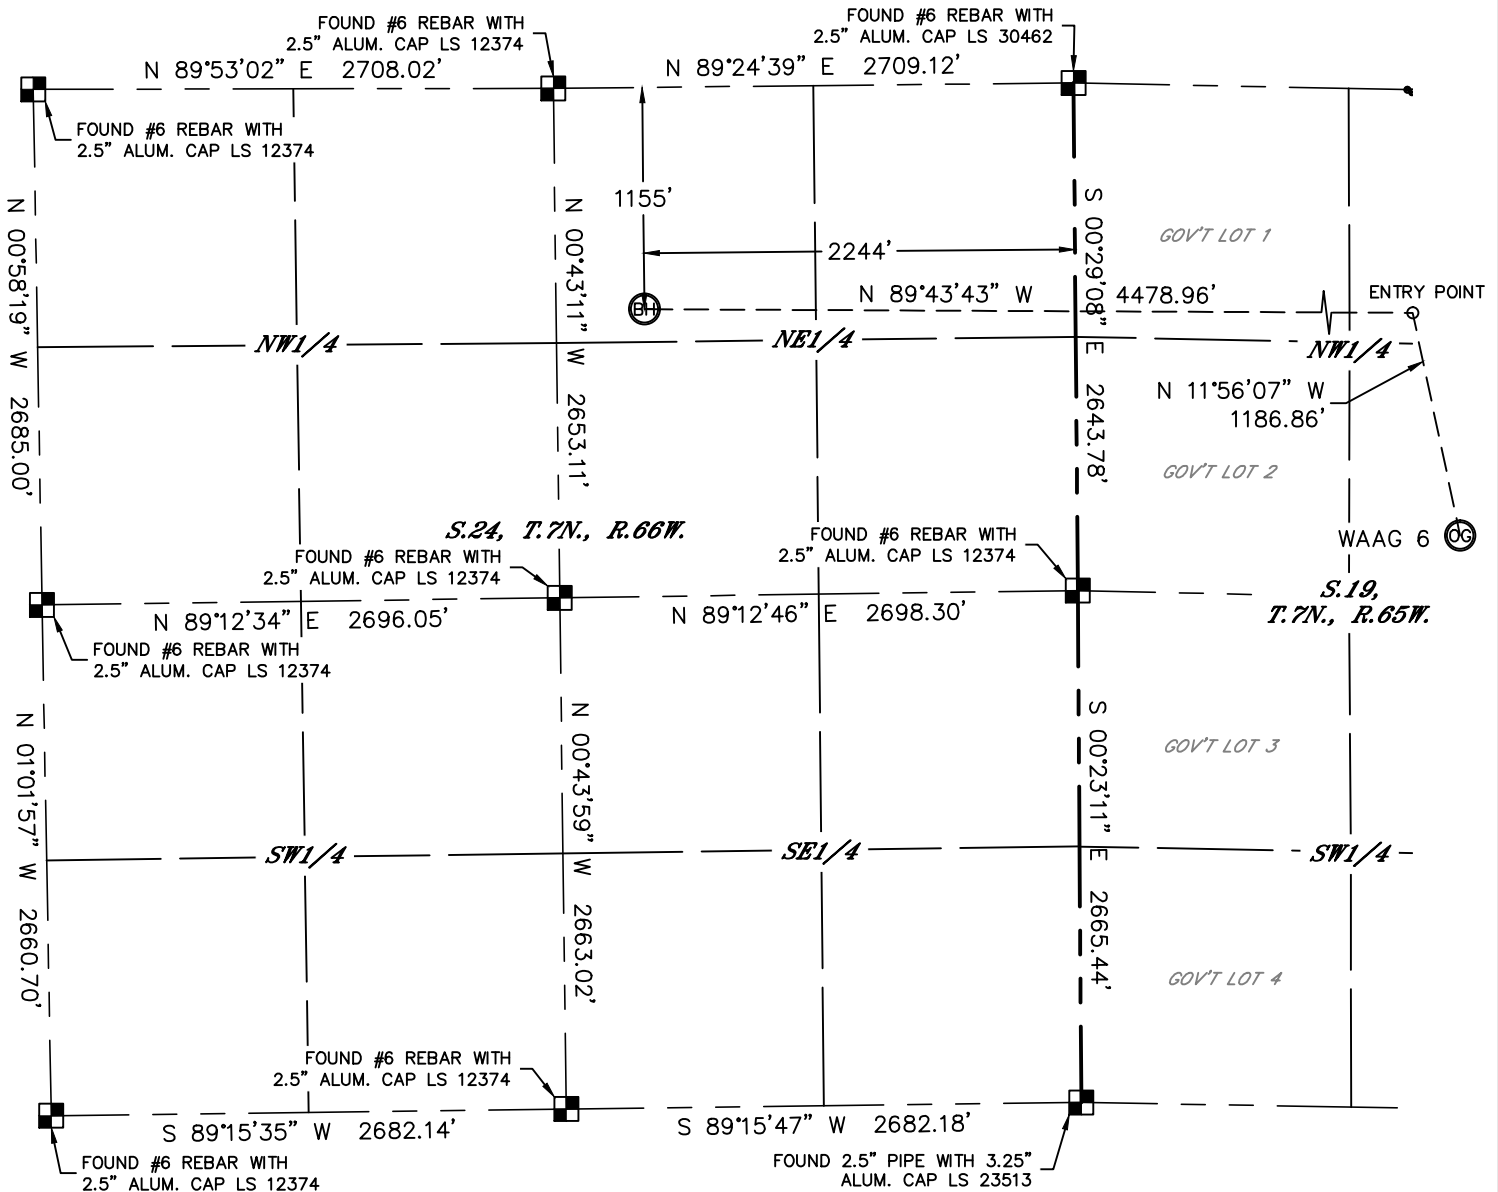 FOUND #6 REBAR WITH
2.5” ALUM. CAP LS 12374
FOUND #6 REBAR WITH
2.5” ALUM. CAP LS 30462
N 89°53’02” E 2708.02’
N 89°24’39” E 2709.12’
FOUND #6 REBAR WITH
2.5” ALUM. CAP LS 12374
1155’
2244’
GOV’T LOT 1
N 89°43’43” W 4478.96’
ENTRY POINT
BH
N 00°58’19” W 2685.00’
N 00°43’11” W 2653.11’
S 00°29’08” E 2643.78’
NW1/4
NE1/4
NW1/4
N 11°56’07” W
1186.86’
GOV’T LOT 2
S.24, T.7N., R.66W.
WAAG 6
OG
FOUND #6 REBAR WITH
2.5” ALUM. CAP LS 12374
FOUND #6 REBAR WITH
2.5” ALUM. CAP LS 12374
S.19,
T.7N., R.65W.
N 89°12’34” E 2696.05’
N 89°12’46” E 2698.30’
FOUND #6 REBAR WITH
2.5” ALUM. CAP LS 12374
N 01°01’57” W 2660.70’
N 00°43’59” W 2663.02’
S 00°23’11” E 2665.44’
GOV’T LOT 3
SW1/4
SE1/4
SW1/4
GOV’T LOT 4
FOUND #6 REBAR WITH
2.5” ALUM. CAP LS 12374
S 89°15’35” W 2682.14’
S 89°15’47” W 2682.18’
FOUND #6 REBAR WITH
2.5” ALUM. CAP LS 12374
FOUND 2.5” PIPE WITH 3.25”
ALUM. CAP LS 23513